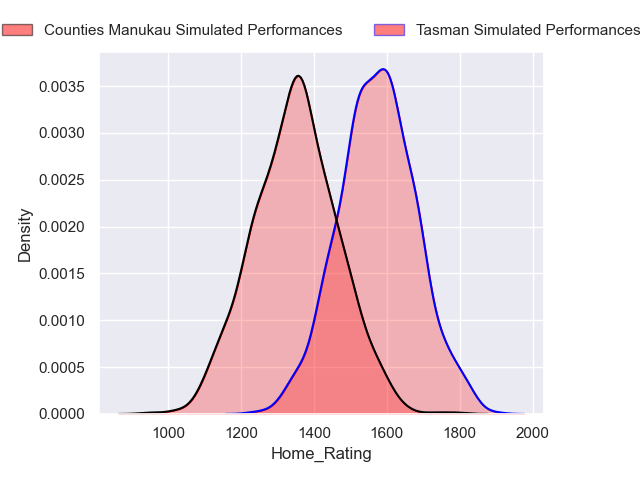 Counties Manukau Simulated Performances
Tasman Simulated Performances
0.0035
0.0030
0.0025
0.0020
0.0015
0.0010
0.0005
0.0000
Density
1000 1200 1400 1600 1800 2000
Home_Rating